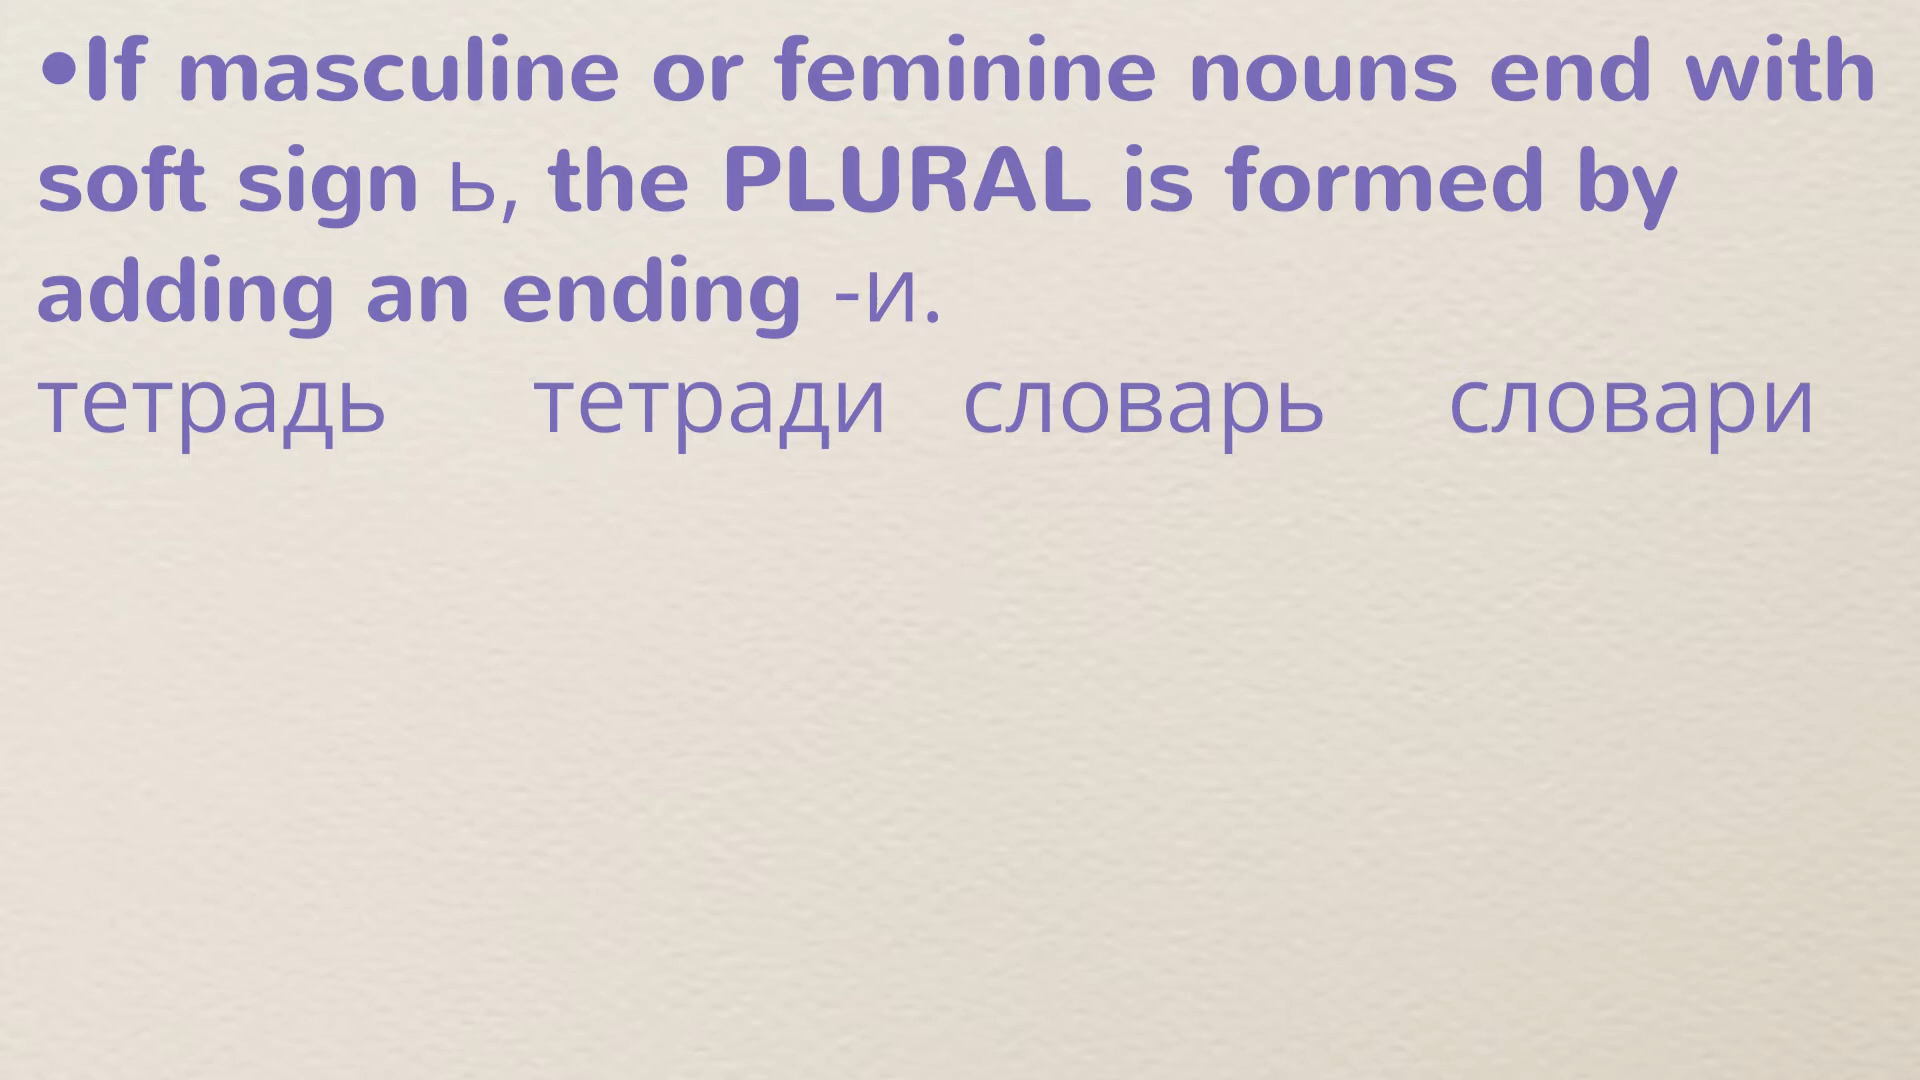 •If masculine or feminine nouns end with
soft sign ь, the PLURAL is formed by
adding an ending -и.
тетрадь тетради словарь словари